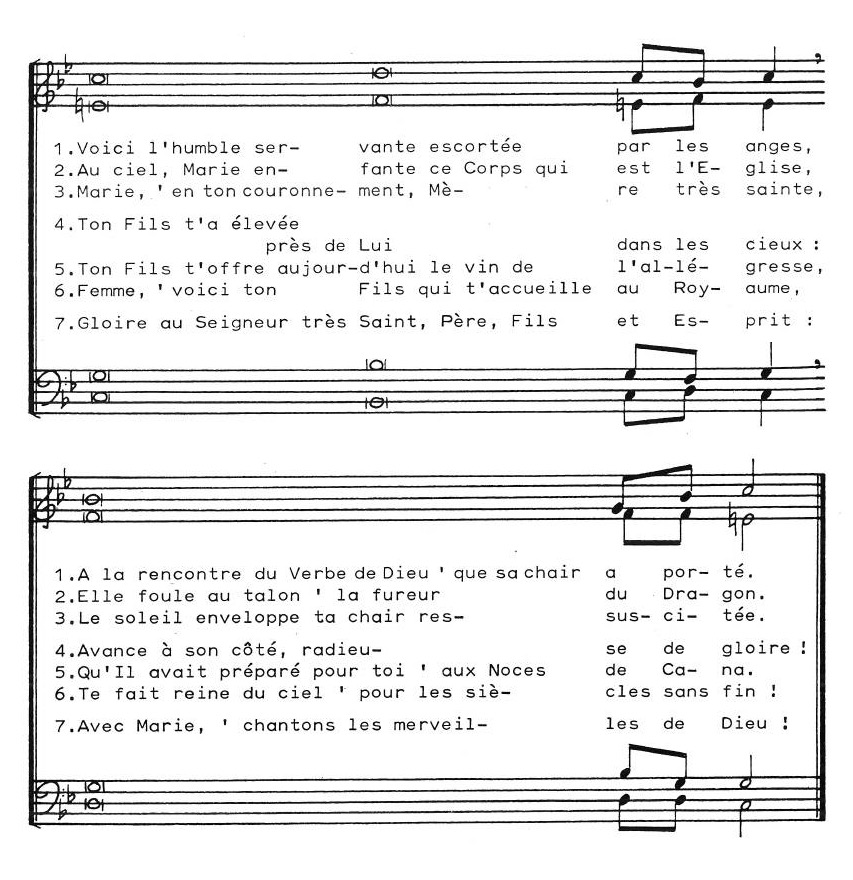 1.Voici l'humble ser- vante escortée par les anges,
2.Au ciel, Marie en- fante ce Corps qui est l'E- glise,
3.Marie, ' en ton couronne- ment, Mè- re très sainte,
4.Ton Fils t'a élevée
près de Lui dans les cieux :
5.Ton Fils t'offre aujour-d'hui le vin de l'al-lé- gresse,
6.Femme, ' voici ton Fils qui t'accueille au Roy- aume,
7.Gloire au Seigneur très Saint, Père, Fils et Es- prit :
1.A la rencontre du Verbe de Dieu ' que sa chair a por- té.
2.Elle foule au talon ' la fureur du Dra- gon.
3.Le soleil enveloppe ta chair res- sus- ci- tée.
4.Avance à son côté, radieu- se de gloire !
5.Qu'Il avait préparé pour toi ' aux Noces de Ca- na.
6.Te fait reine du ciel ' pour les siè- cles sans fin !
7.Avec Marie, ' chantons les merveil- les de Dieu !